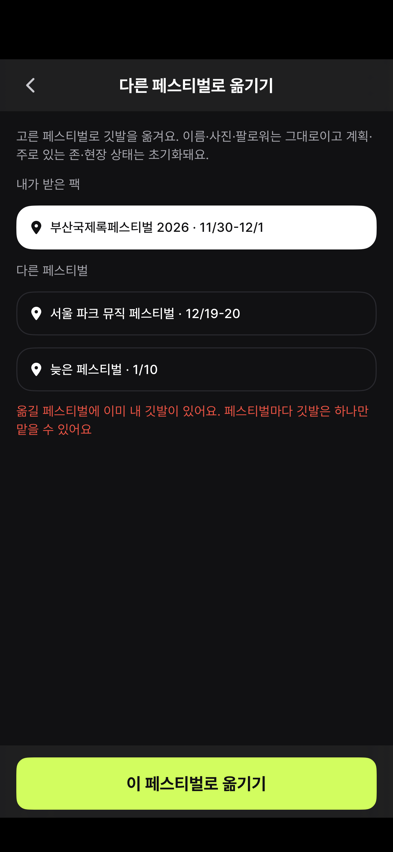 다른 페스티벌로 옮기기
고른 페스티벌로 깃발을 옮겨요. 이름·사진·팔로워는 그대로이고 계획·
주로 있는 존·현장 상태는 초기화돼요.
내가 받은 팩
부산국제록페스티벌 2026 · 11/30-12/1
다른 페스티벌
서울 파크 뮤직 페스티벌 · 12/19-20
늦은 페스티벌 · 1/10
옮길 페스티벌에 이미 내 깃발이 있어요. 페스티벌마다 깃발은 하나만
맡을 수 있어요
이 페스티벌로 옮기기